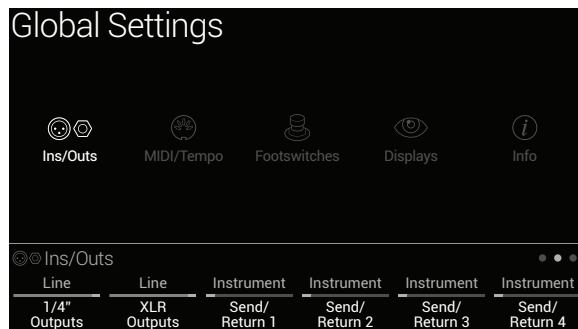 Global Settings
Ins/Outs MIDI/Tempo Footswitches Displays Info
Ins/Outs
Line Line Instrument Instrument Instrument Instrument
1/4" XLR Send/ Send/ Send/ Send/
Outputs Outputs Return 1 Return 2 Return 3 Return 4